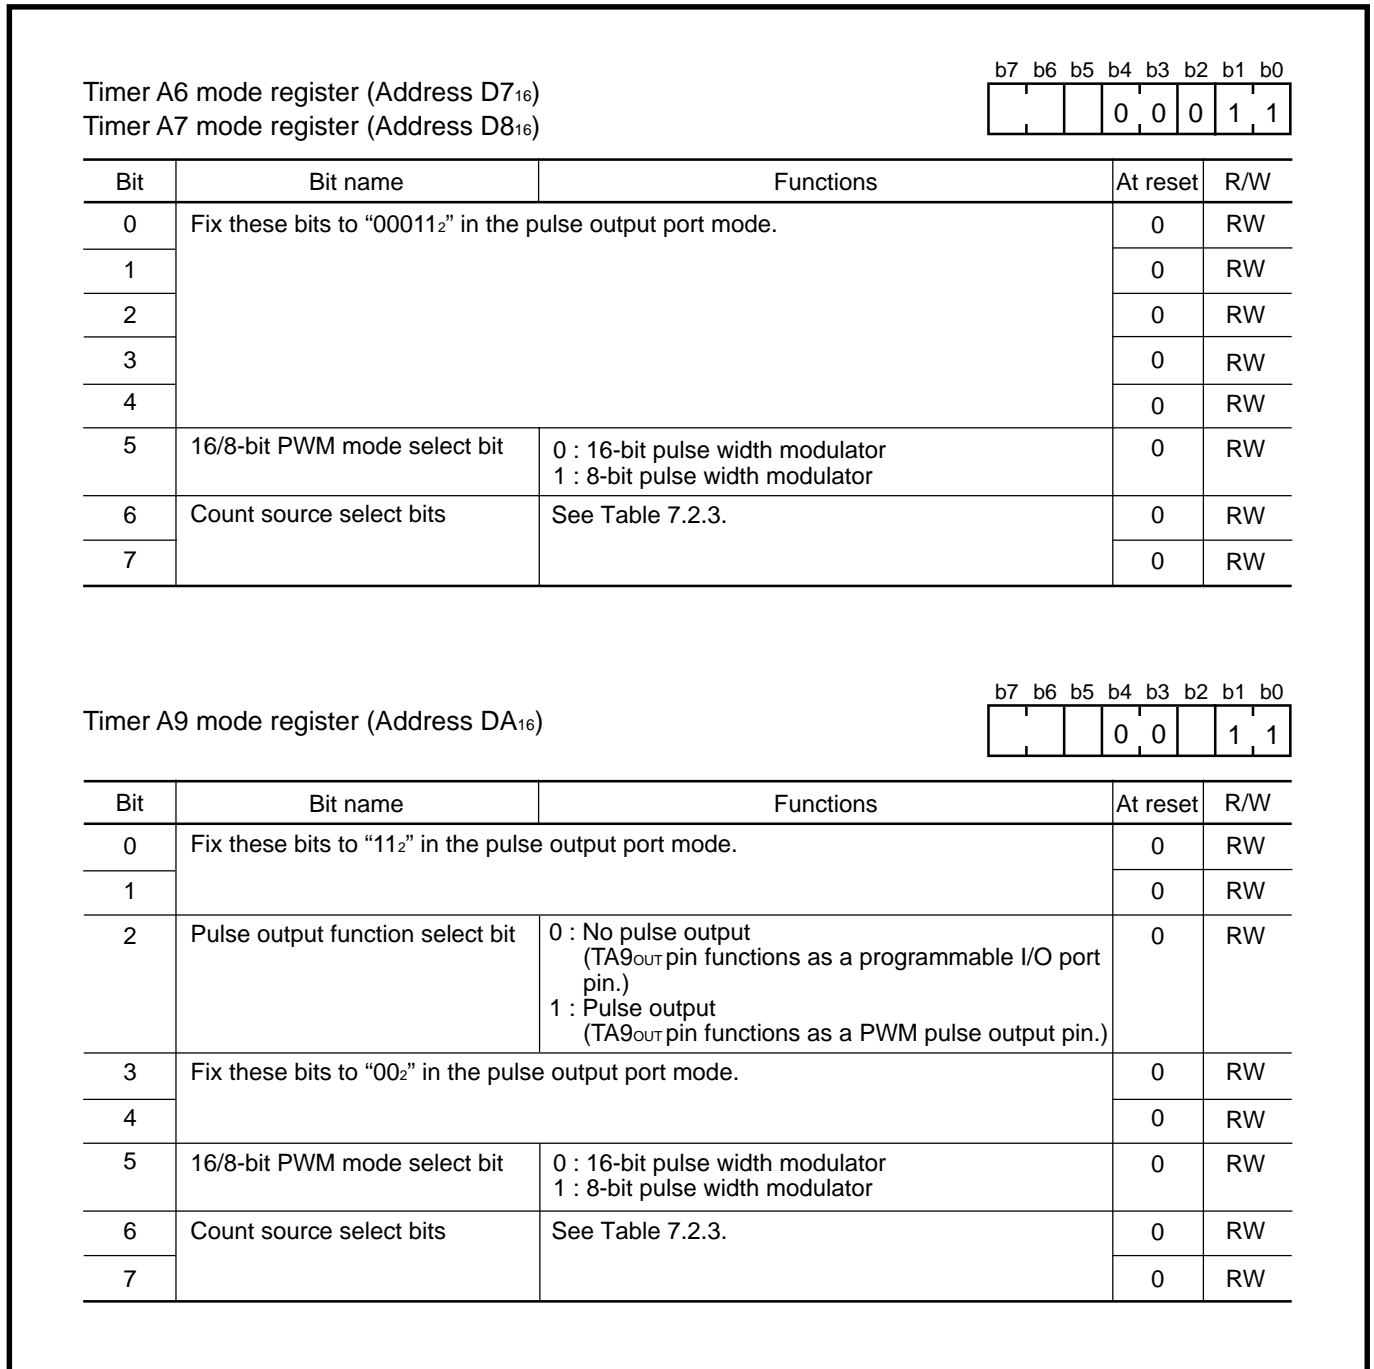 b7 b6 b5 b4 b3 b2 b1 b0
Timer A6 mode register (Address D7₁₆)
Timer A7 mode register (Address D8₁₆)
0 0 0 1 1
Bit Bit name Functions At reset R/W
0 Fix these bits to “00011₂” in the pulse output port mode. 0 RW
1 0 RW
2 0 RW
3 0 RW
4 0 RW
5 16/8-bit PWM mode select bit 0 : 16-bit pulse width modulator 0 RW
1 : 8-bit pulse width modulator
6 Count source select bits See Table 7.2.3. 0 RW
7 0 RW
b7 b6 b5 b4 b3 b2 b1 b0
Timer A9 mode register (Address DA₁₆)
0 0 1 1
Bit Bit name Functions At reset R/W
0 Fix these bits to “11₂” in the pulse output port mode. 0 RW
1 0 RW
2 Pulse output function select bit 0 : No pulse output 0 RW
(TA9OUT pin functions as a programmable I/O port
pin.)
1 : Pulse output
(TA9OUT pin functions as a PWM pulse output pin.)
3 Fix these bits to “00₂” in the pulse output port mode. 0 RW
4 0 RW
5 16/8-bit PWM mode select bit 0 : 16-bit pulse width modulator 0 RW
1 : 8-bit pulse width modulator
6 Count source select bits See Table 7.2.3. 0 RW
7 0 RW